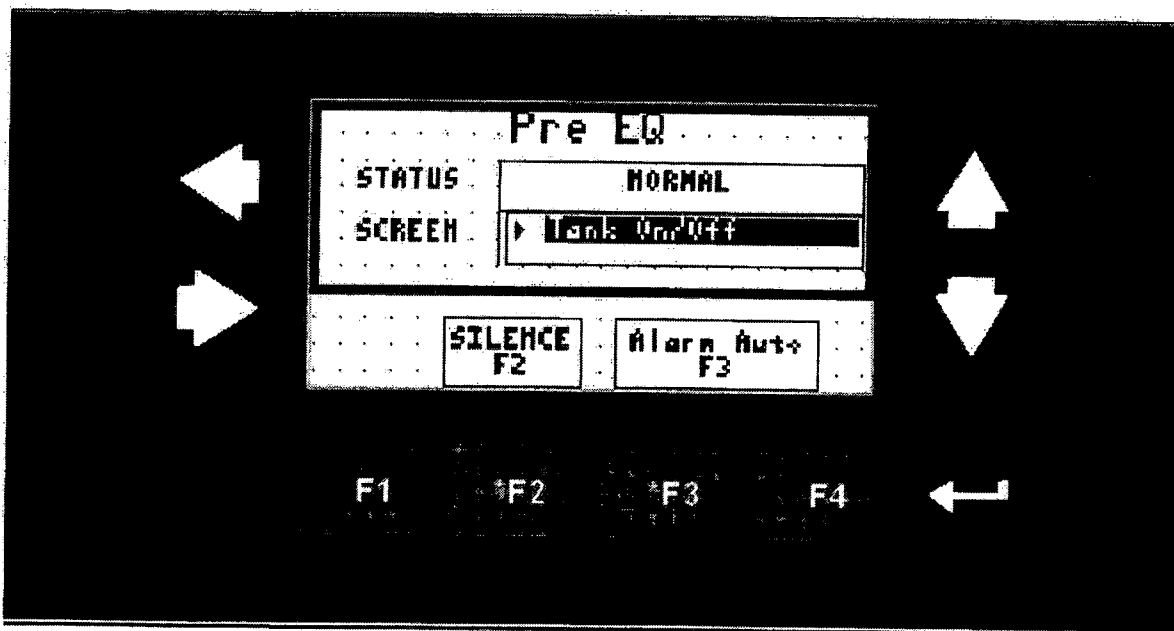 Pre EQ
STATUS NORMAL
SCREEN Tank On/Off
SILENCE Alarm Auto
F2 F3
F1 *F2 *F3 F4